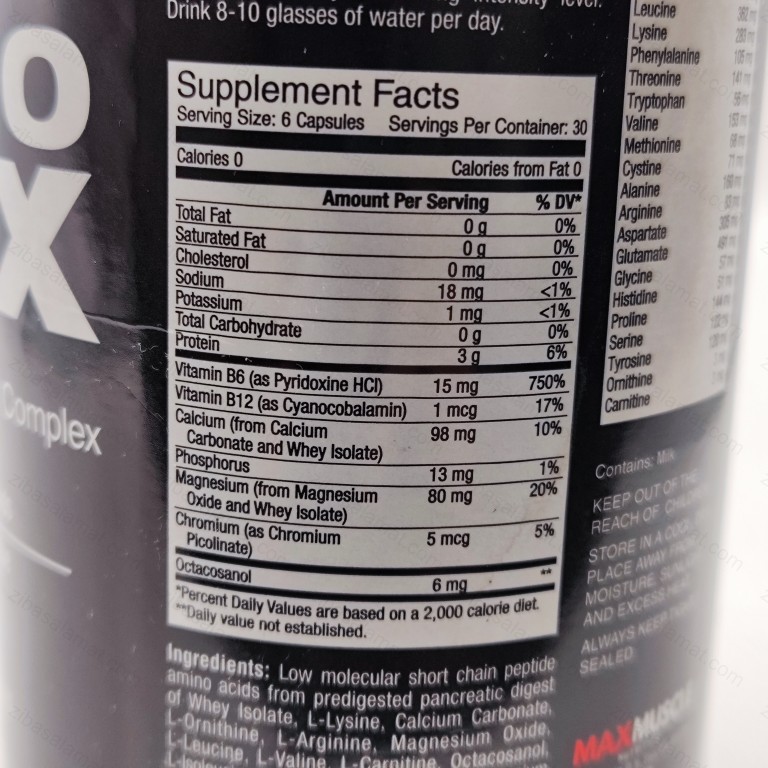 O
X
Complex
Drink 8-10 glasses of water per day.
Supplement Facts
Serving Size: 6 Capsules Servings Per Container: 30
Calories 0 Calories from Fat 0
Amount Per Serving % DV*
Total Fat 0 g 0%
Saturated Fat 0 g 0%
Cholesterol 0 mg 0%
Sodium 18 mg <1%
Potassium 1 mg <1%
Total Carbohydrate 0 g 0%
Protein 3 g 6%
Vitamin B6 (as Pyridoxine HCl) 15 mg 750%
Vitamin B12 (as Cyanocobalamin) 1 mcg 17%
Calcium (from Calcium 98 mg 10%
Carbonate and Whey Isolate)
Phosphorus 13 mg 1%
Magnesium (from Magnesium 80 mg 20%
Oxide and Whey Isolate)
Chromium (as Chromium 5 mcg 5%
Picolinate)
Octacosanol 6 mg **
*Percent Daily Values are based on a 2,000 calorie diet.
**Daily value not established.
Ingredients: Low molecular short chain peptide
amino acids from predigested pancreatic digest
of Whey Isolate, L-Lysine, Calcium Carbonate,
L-Ornithine, L-Arginine, Magnesium Oxide,
L-Leucine, L-Valine, L-Carnitine, Octacosanol,
Leucine
Lysine
Phenylalanine
Threonine
Tryptophan
Valine
Methionine
Cystine
Alanine
Arginine
Aspartate
Glutamate
Glycine
Histidine
Proline
Serine
Tyrosine
Ornithine
Carnitine
Contains: Milk
KEEP OUT OF THE
REACH OF
STORE IN A
PLACE AWAY
MOISTURE
AND EXCESS
ALWAYS KEEP
SEALED
MAX MUSCLE